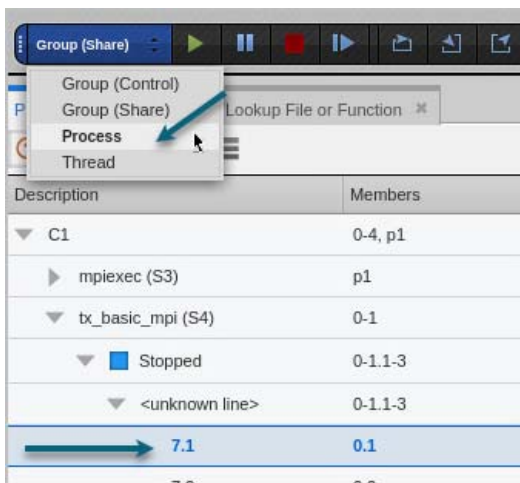 Group (Share)
Group (Control)
Group (Share)
Process
Thread
P
Lookup File or Function
Description Members
C1 0-4, p1
mpiexec (S3) p1
tx_basic_mpi (S4) 0-1
Stopped 0-1.1-3
<unknown line> 0-1.1-3
7.1 0.1